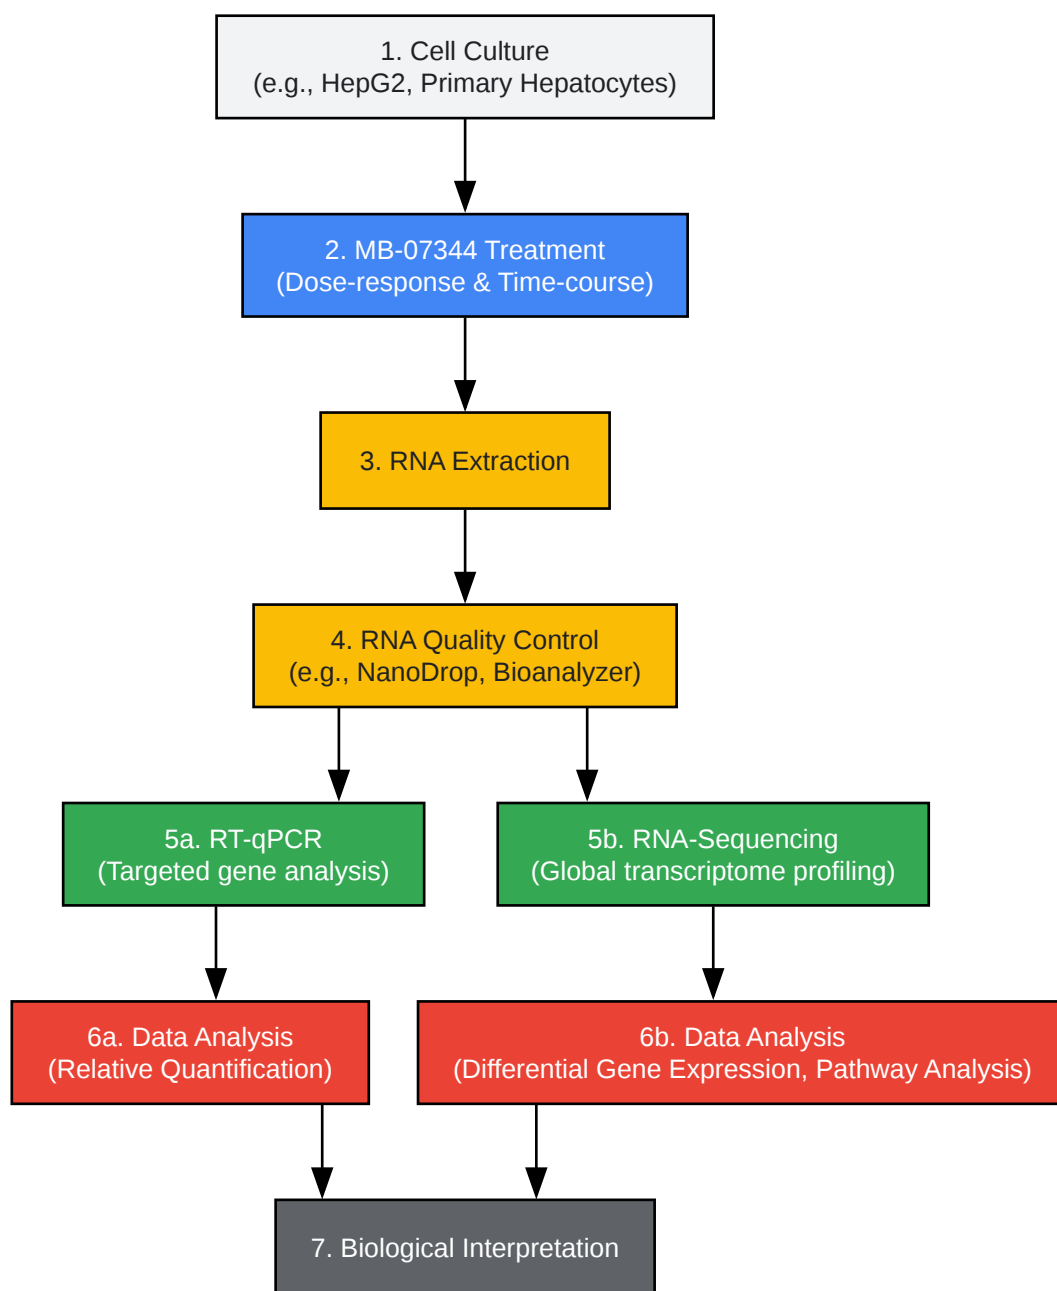 1. Cell Culture
(e.g., HepG2, Primary Hepatocytes)
2. MB-07344 Treatment
(Dose-response & Time-course)
3. RNA Extraction
4. RNA Quality Control
(e.g., NanoDrop, Bioanalyzer)
5a. RT-qPCR
(Targeted gene analysis)
5b. RNA-Sequencing
(Global transcriptome profiling)
6a. Data Analysis
(Relative Quantification)
6b. Data Analysis
(Differential Gene Expression, Pathway Analysis)
7. Biological Interpretation